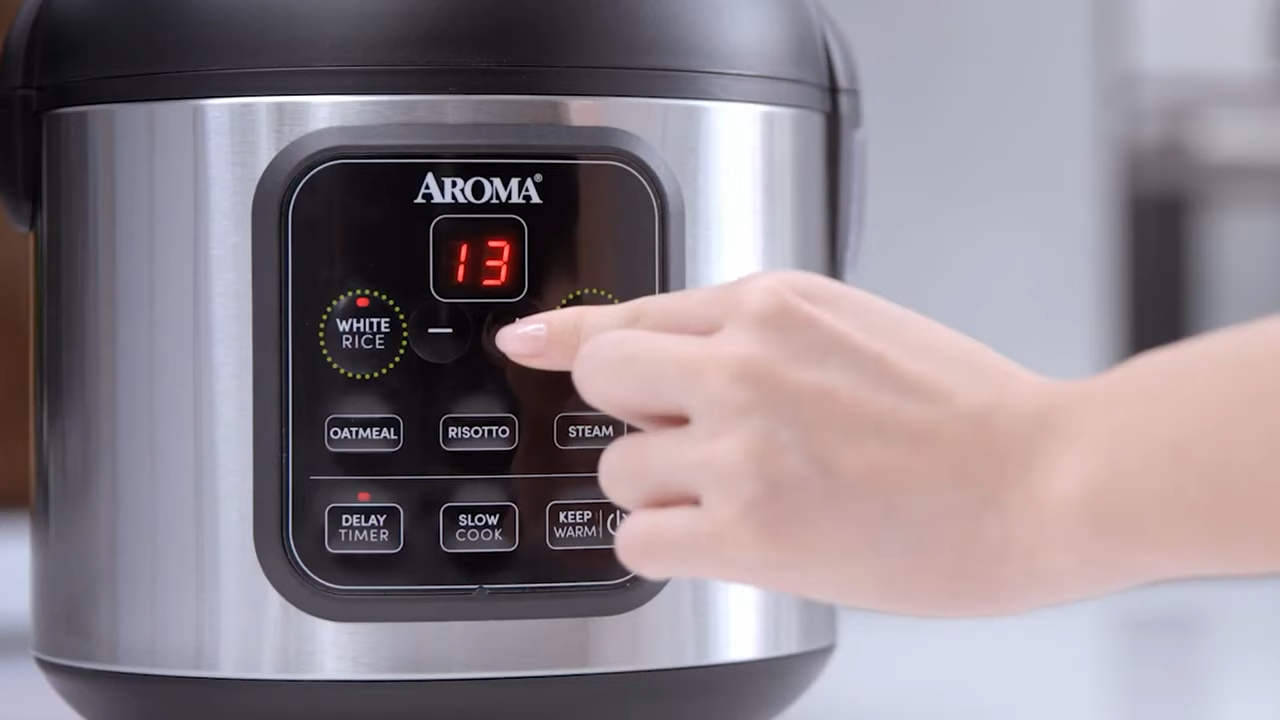 AROMA®
13
WHITE
RICE
−
OATMEAL
RISOTTO
STEAM
DELAY
TIMER
SLOW
COOK
KEEP
WARM